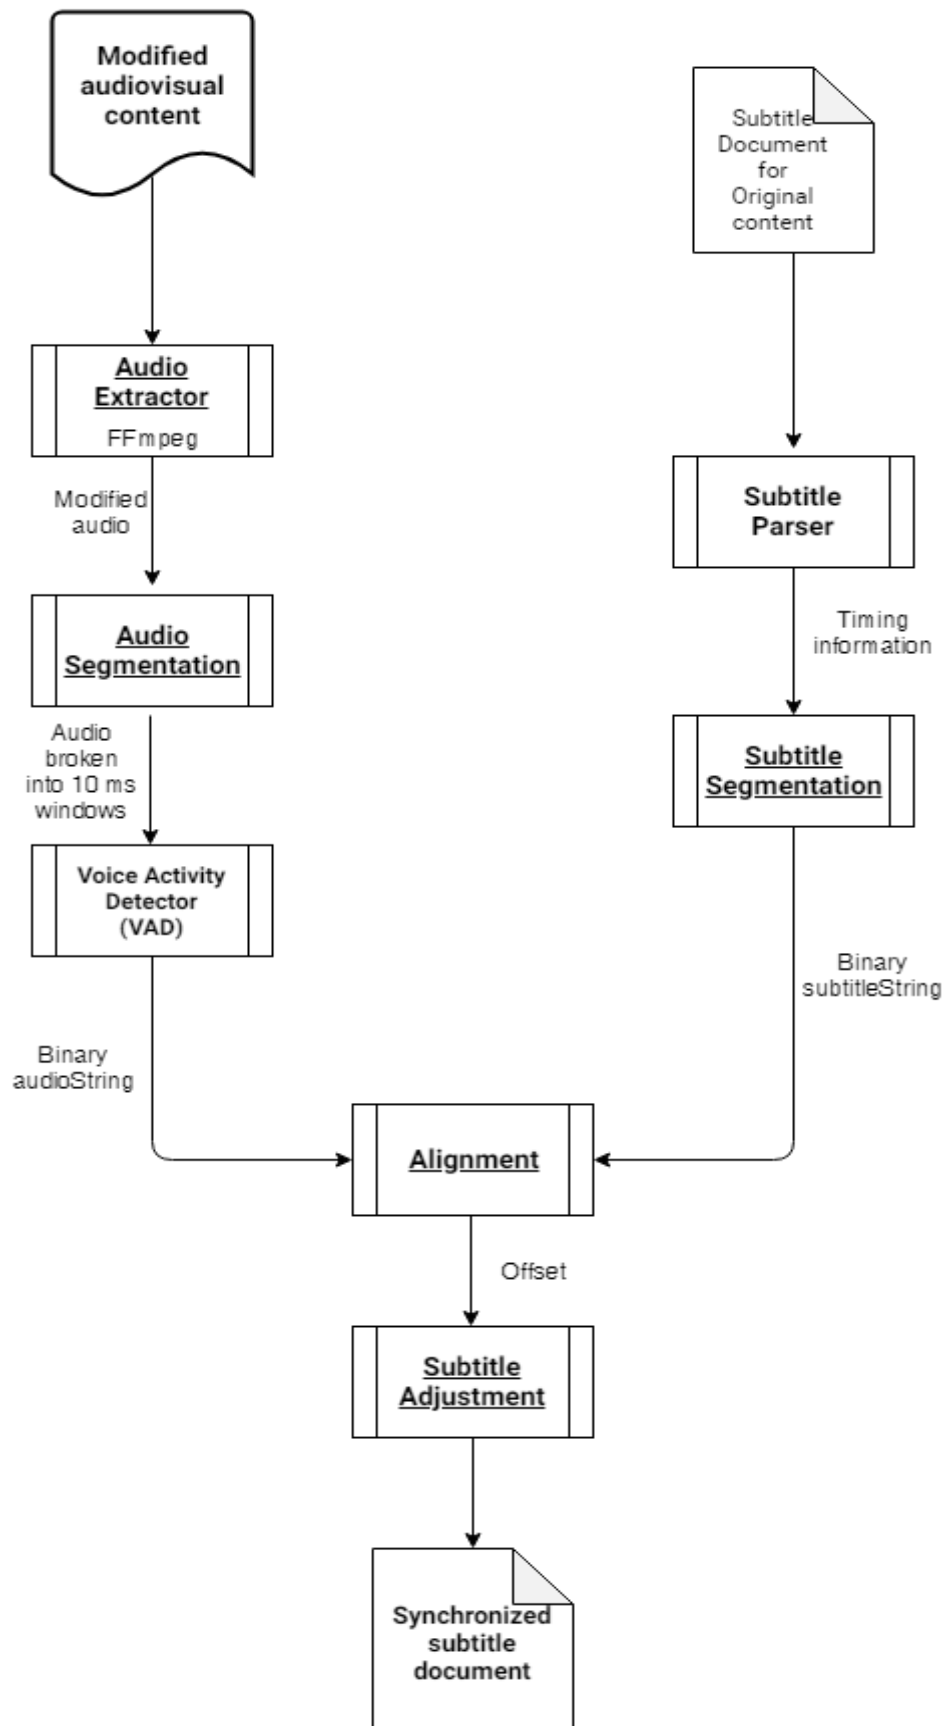 Modified
audiovisual
content
Subtitle
Document
for
Original
content
Audio
Extractor
FFmpeg
Modified
audio
Subtitle
Parser
Audio
Segmentation
Timing
information
Audio
broken
into 10 ms
windows
Subtitle
Segmentation
Voice Activity
Detector
(VAD)
Binary
subtitleString
Binary
audioString
Alignment
Offset
Subtitle
Adjustment
Synchronized
subtitle
document